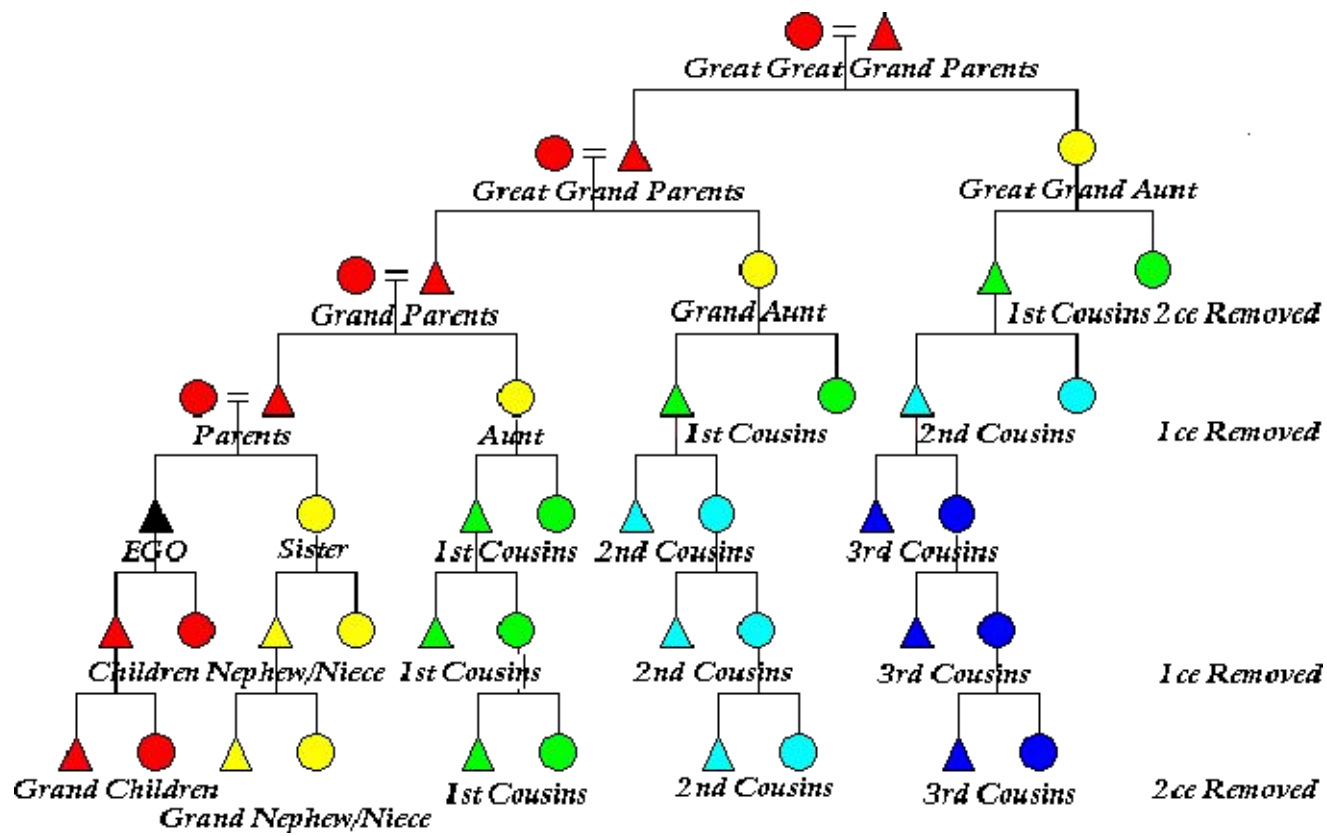 Great Great Grand Parents
Great Grand Parents
Great Grand Aunt
Grand Parents
Grand Aunt
1st Cousins 2ce Removed
Parents
Aunt
1st Cousins
2nd Cousins
1ce Removed
EGO
Sister
1st Cousins
2nd Cousins
3rd Cousins
Children
Nephew/Niece
1st Cousins
2nd Cousins
3rd Cousins
1ce Removed
Grand Children
Grand Nephew/Niece
1st Cousins
2nd Cousins
3rd Cousins
2ce Removed